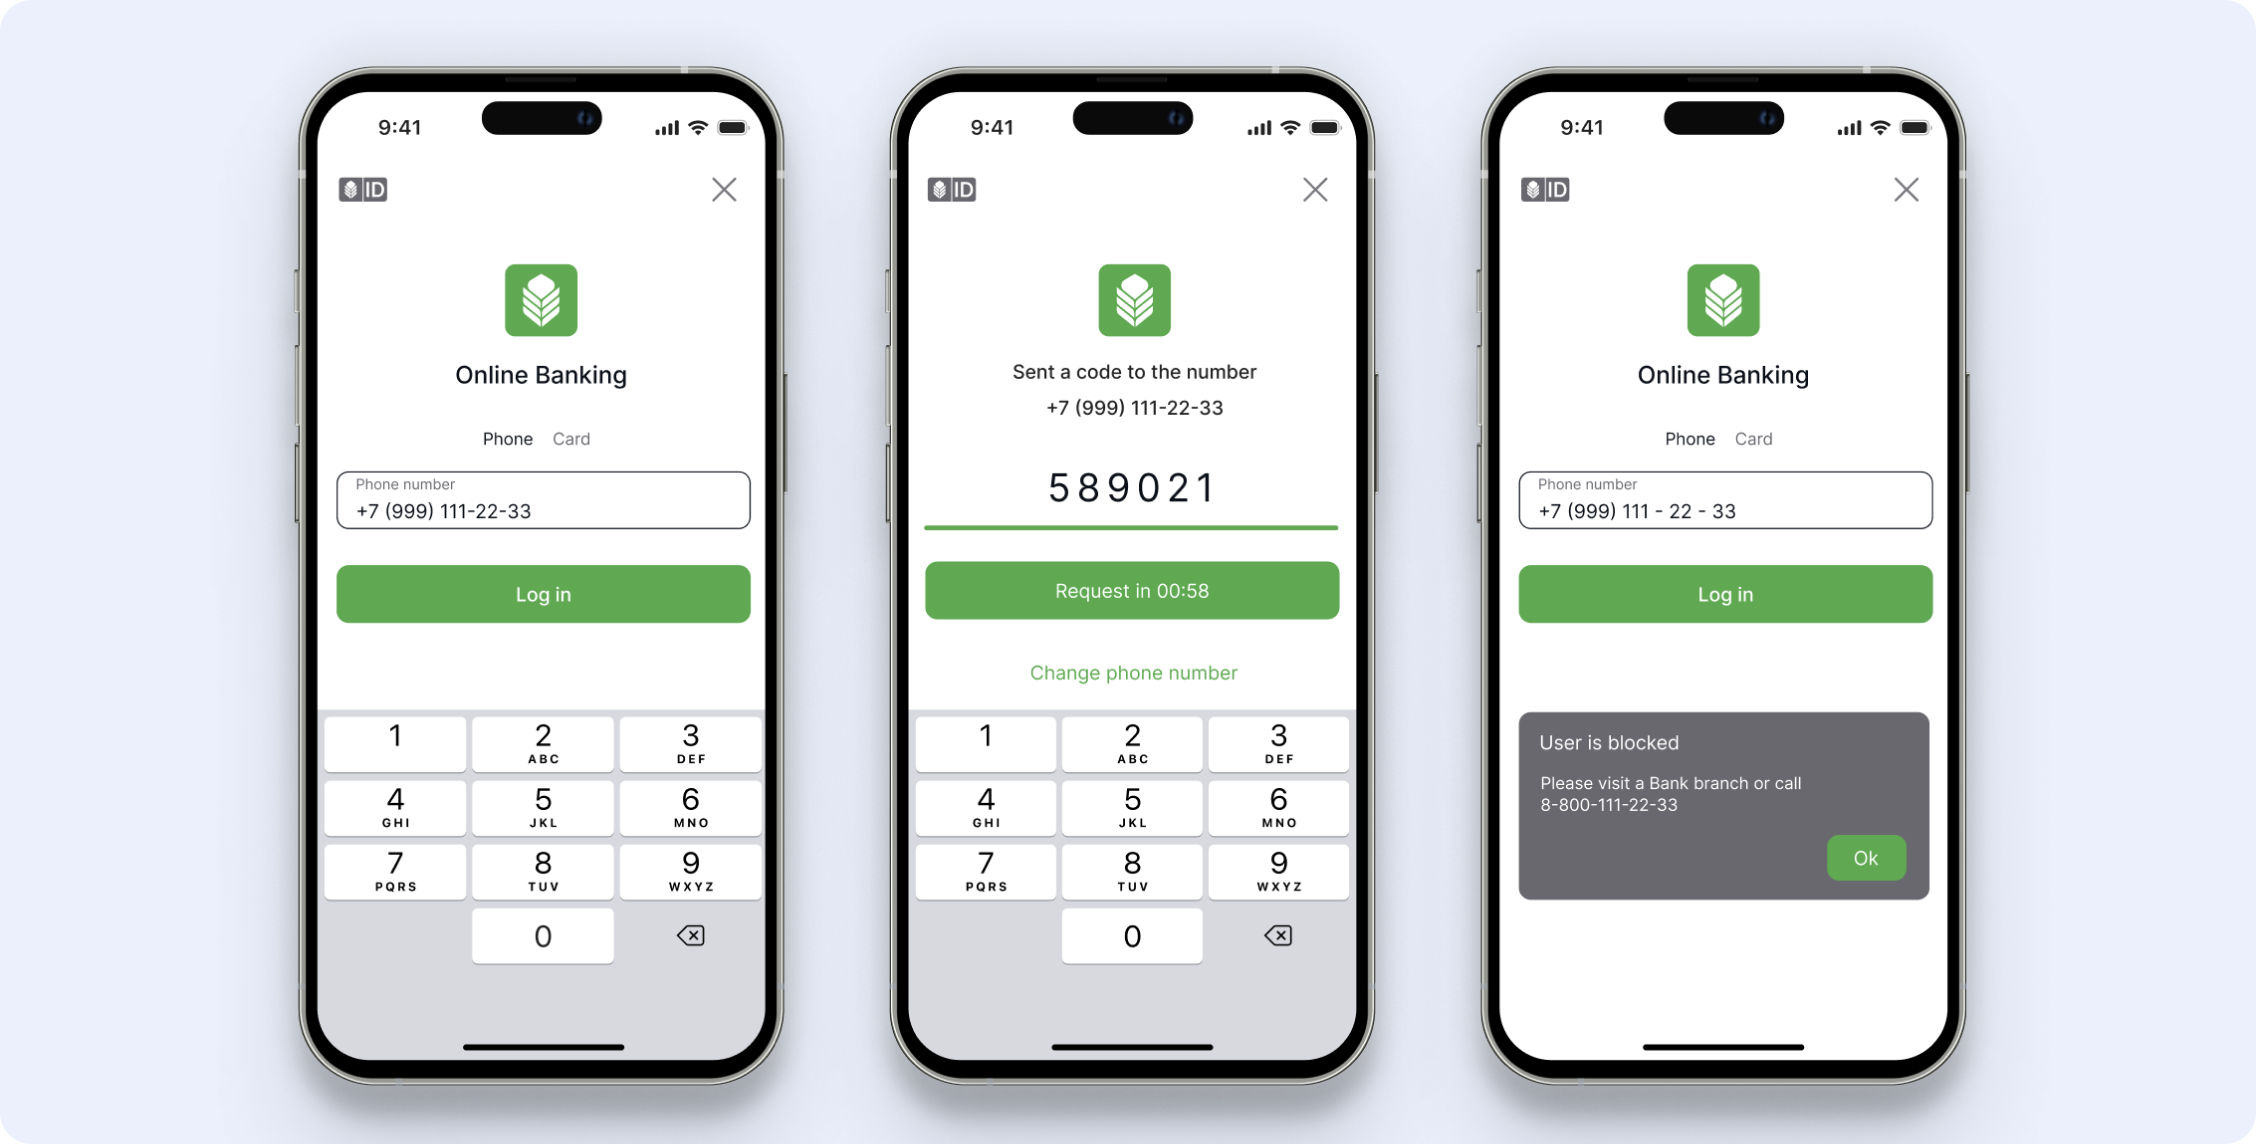 9:41
ID
Online Banking
Phone Card
Phone number
+7 (999) 111-22-33
Log in
1 2 ABC 3 DEF
4 GHI 5 JKL 6 MNO
7 PQRS 8 TUV 9 WXYZ
0
9:41
ID
Sent a code to the number
+7 (999) 111-22-33
589021
Request in 00:58
Change phone number
1 2 ABC 3 DEF
4 GHI 5 JKL 6 MNO
7 PQRS 8 TUV 9 WXYZ
0
9:41
ID
Online Banking
Phone Card
Phone number
+7 (999) 111 - 22 - 33
Log in
User is blocked
Please visit a Bank branch or call
8-800-111-22-33
Ok